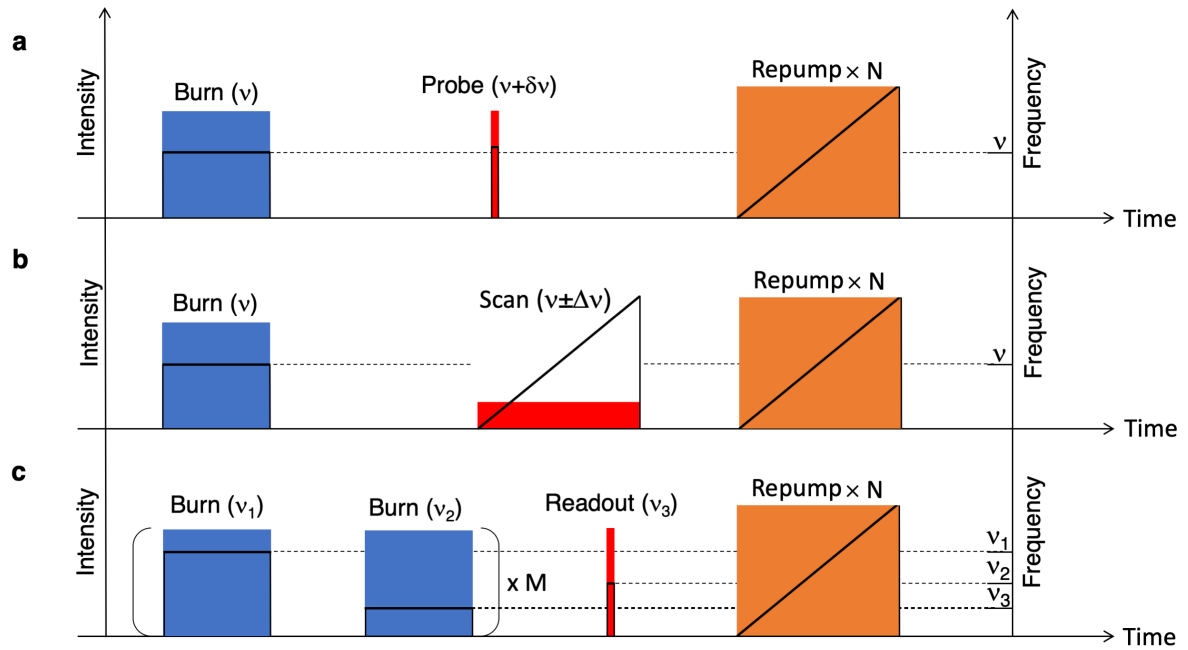 a
Intensity
Burn (ν)
Probe (ν+δν)
Repump × N
ν
Frequency
Time
b
Intensity
Burn (ν)
Scan (ν±Δν)
Repump × N
ν
Frequency
Time
c
Intensity
Burn (ν₁)
Burn (ν₂)
x M
Readout (ν₃)
Repump × N
ν₁
ν₂
ν₃
Frequency
Time